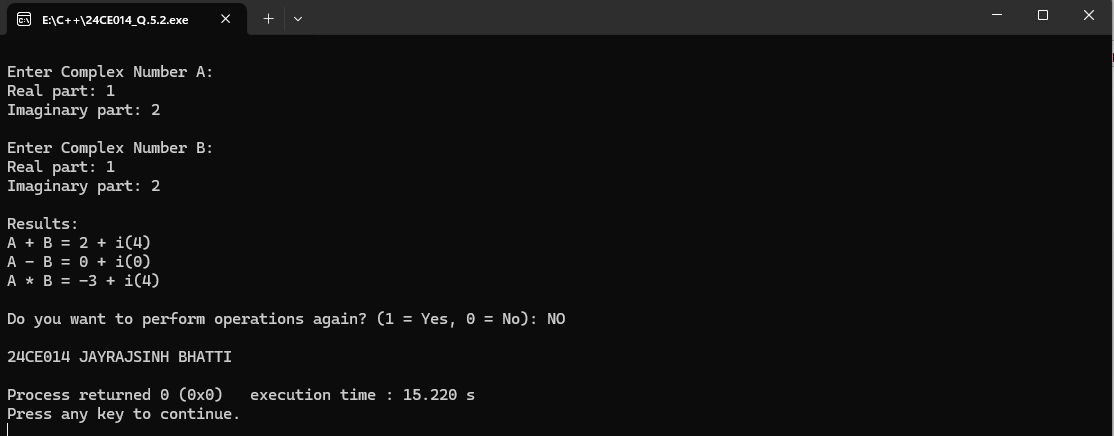 E:\C++\24CE014_Q.5.2.exe
Enter Complex Number A:
Real part: 1
Imaginary part: 2
Enter Complex Number B:
Real part: 1
Imaginary part: 2
Results:
A + B = 2 + i(4)
A - B = 0 + i(0)
A * B = -3 + i(4)
Do you want to perform operations again? (1 = Yes, 0 = No): NO
24CE014 JAYRAJSINH BHATTI
Process returned 0 (0x0)   execution time : 15.220 s
Press any key to continue.